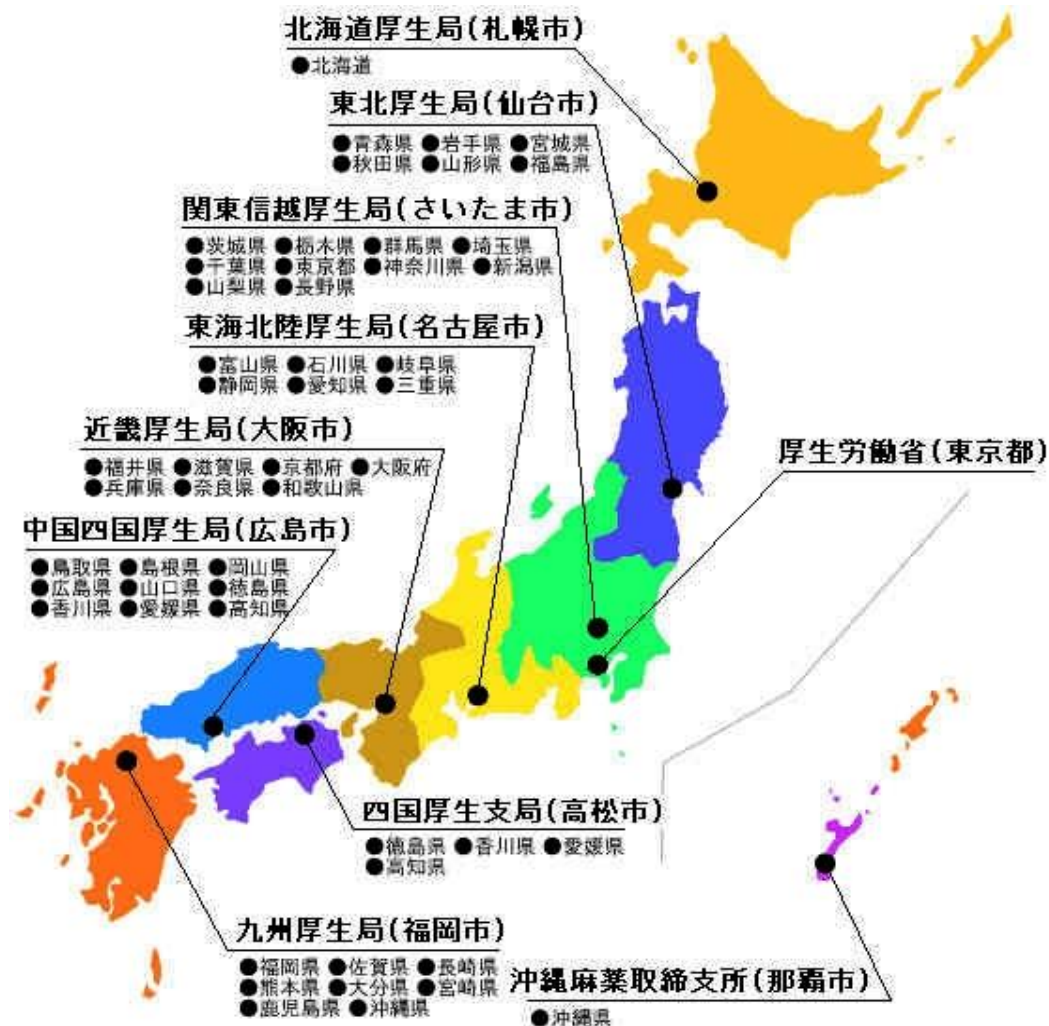 北海道厚生局(札幌市)
●北海道
東北厚生局(仙台市)
●青森県 ●岩手県 ●宮城県
●秋田県 ●山形県 ●福島県
関東信越厚生局(さいたま市)
●茨城県 ●栃木県 ●群馬県 ●埼玉県
●千葉県 ●東京都 ●神奈川県 ●新潟県
●山梨県 ●長野県
東海北陸厚生局(名古屋市)
●富山県 ●石川県 ●岐阜県
●静岡県 ●愛知県 ●三重県
近畿厚生局(大阪市)
●福井県 ●滋賀県 ●京都府 ●大阪府
●兵庫県 ●奈良県 ●和歌山県
厚生労働省(東京都)
中国四国厚生局(広島市)
●鳥取県 ●島根県 ●岡山県
●広島県 ●山口県 ●徳島県
●香川県 ●愛媛県 ●高知県
四国厚生支局(高松市)
●徳島県 ●香川県 ●愛媛県
●高知県
九州厚生局(福岡市)
●福岡県 ●佐賀県 ●長崎県
●熊本県 ●大分県 ●宮崎県
●鹿児島県 ●沖縄県
沖縄麻薬取締支所(那覇市)
●沖縄県